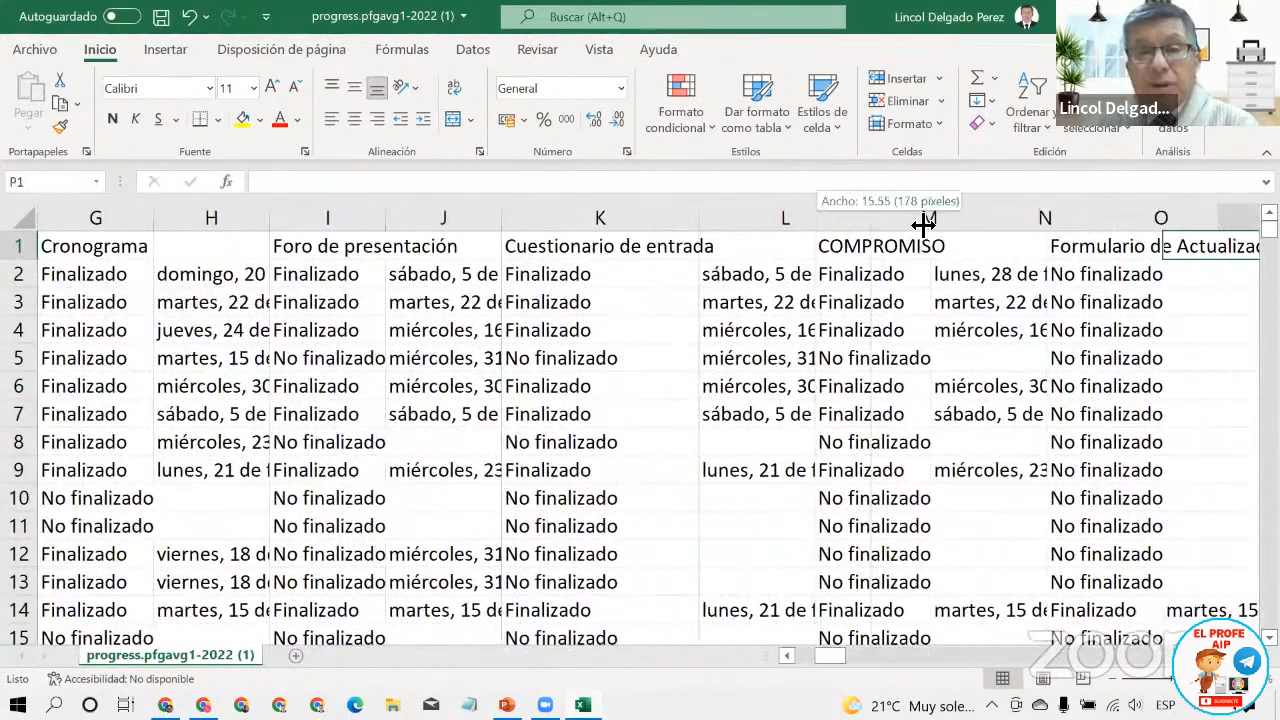 Autoguardado
progress.pfgavg1-2022 (1)
Buscar (Alt+Q)
Lincol Delgado Perez
Archivo Inicio Insertar Disposición de página Fórmulas Datos Revisar Vista Ayuda
Pegar
Calibri 11
N K S
General
Formato condicional
Dar formato como tabla
Estilos de celda
Insertar
Eliminar
Formato
Ordenar y filtrar
seleccionar
datos
Lincol Delgad...
Portapapeles Fuente Alineación Número Estilos Celdas Edición Análisis
P1
fx
Ancho: 15.55 (178 píxeles)
G H I J K L M N O
1 Cronograma Foro de presentación Cuestionario de entrada COMPROMISO Formulario de Actualizac
2 Finalizado domingo, 20 Finalizado sábado, 5 de Finalizado sábado, 5 de Finalizado lunes, 28 de f No finalizado
3 Finalizado martes, 22 d Finalizado martes, 22 d Finalizado martes, 22 d Finalizado martes, 22 d No finalizado
4 Finalizado jueves, 24 d Finalizado miércoles, 16 Finalizado miércoles, 16 Finalizado miércoles, 16 No finalizado
5 Finalizado martes, 15 d No finalizado miércoles, 31 No finalizado miércoles, 31 No finalizado No finalizado
6 Finalizado miércoles, 30 Finalizado miércoles, 30 Finalizado miércoles, 30 Finalizado miércoles, 30 No finalizado
7 Finalizado sábado, 5 de Finalizado sábado, 5 de Finalizado sábado, 5 de Finalizado sábado, 5 de No finalizado
8 Finalizado miércoles, 23 No finalizado No finalizado No finalizado No finalizado
9 Finalizado lunes, 21 de f Finalizado miércoles, 23 Finalizado lunes, 21 de f Finalizado miércoles, 23 No finalizado
10 No finalizado No finalizado No finalizado No finalizado No finalizado
11 No finalizado No finalizado No finalizado No finalizado No finalizado
12 Finalizado viernes, 18 d No finalizado miércoles, 31 No finalizado No finalizado No finalizado
13 Finalizado viernes, 18 d No finalizado miércoles, 31 No finalizado No finalizado No finalizado
14 Finalizado martes, 15 d Finalizado martes, 15 d Finalizado lunes, 21 de f Finalizado martes, 15 d Finalizado martes, 15
15 No finalizado No finalizado No finalizado No finalizado No finalizado
progress.pfgavg1-2022 (1)
zoom
EL PROFE
AIP
Listo Accesibilidad: No disponible
21°C Muy sole... ESP